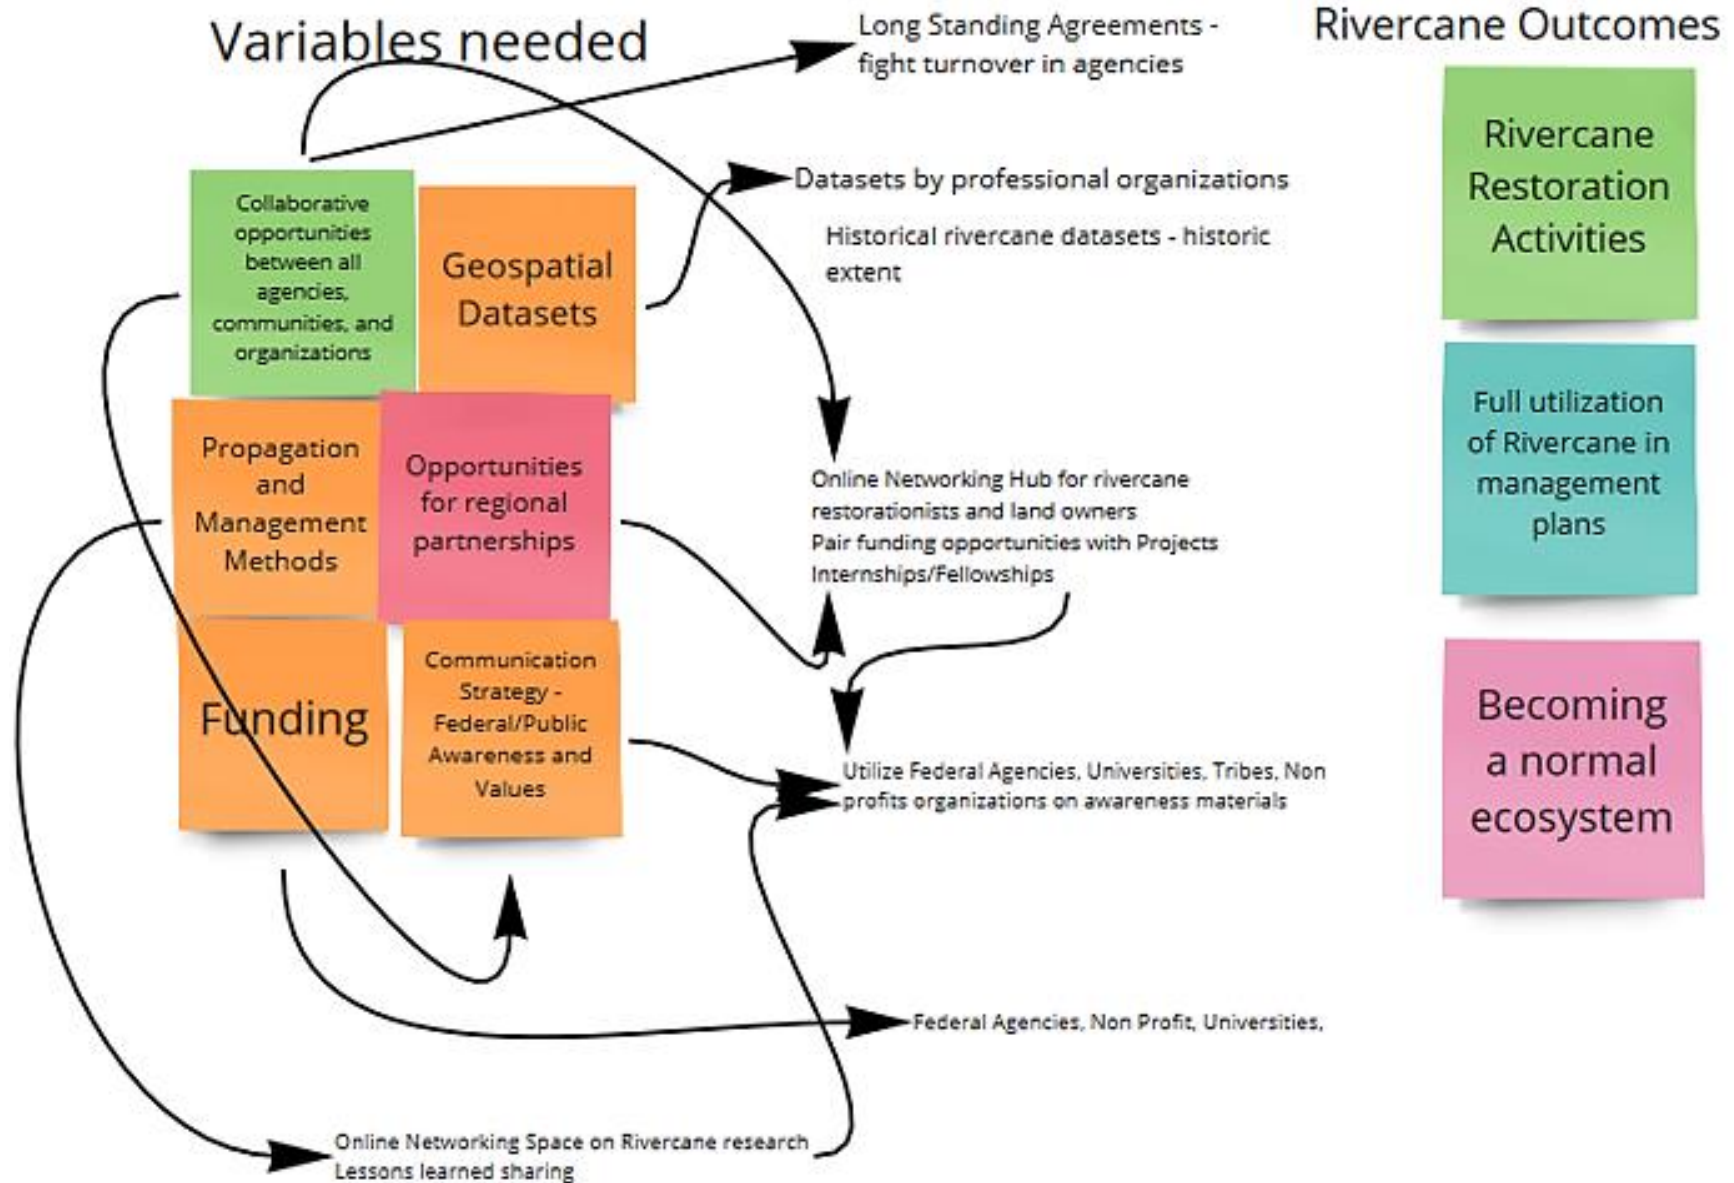 Variables needed
Long Standing Agreements -
fight turnover in agencies
Rivercane Outcomes
Collaborative
opportunities
between all
agencies,
communities, and
organizations
Geospatial
Datasets
Datasets by professional organizations
Historical rivercane datasets - historic
extent
Propagation
and
Management
Methods
Opportunities
for regional
partnerships
Online Networking Hub for rivercane
restorationists and land owners
Pair funding opportunities with Projects
Internships/Fellowships
Funding
Communication
Strategy -
Federal/Public
Awareness and
Values
Utilize Federal Agencies, Universities, Tribes, Non
profits organizations on awareness materials
Federal Agencies, Non Profit, Universities,
Online Networking Space on Rivercane research
Lessons learned sharing
Rivercane
Restoration
Activities
Full utilization
of Rivercane in
management
plans
Becoming
a normal
ecosystem